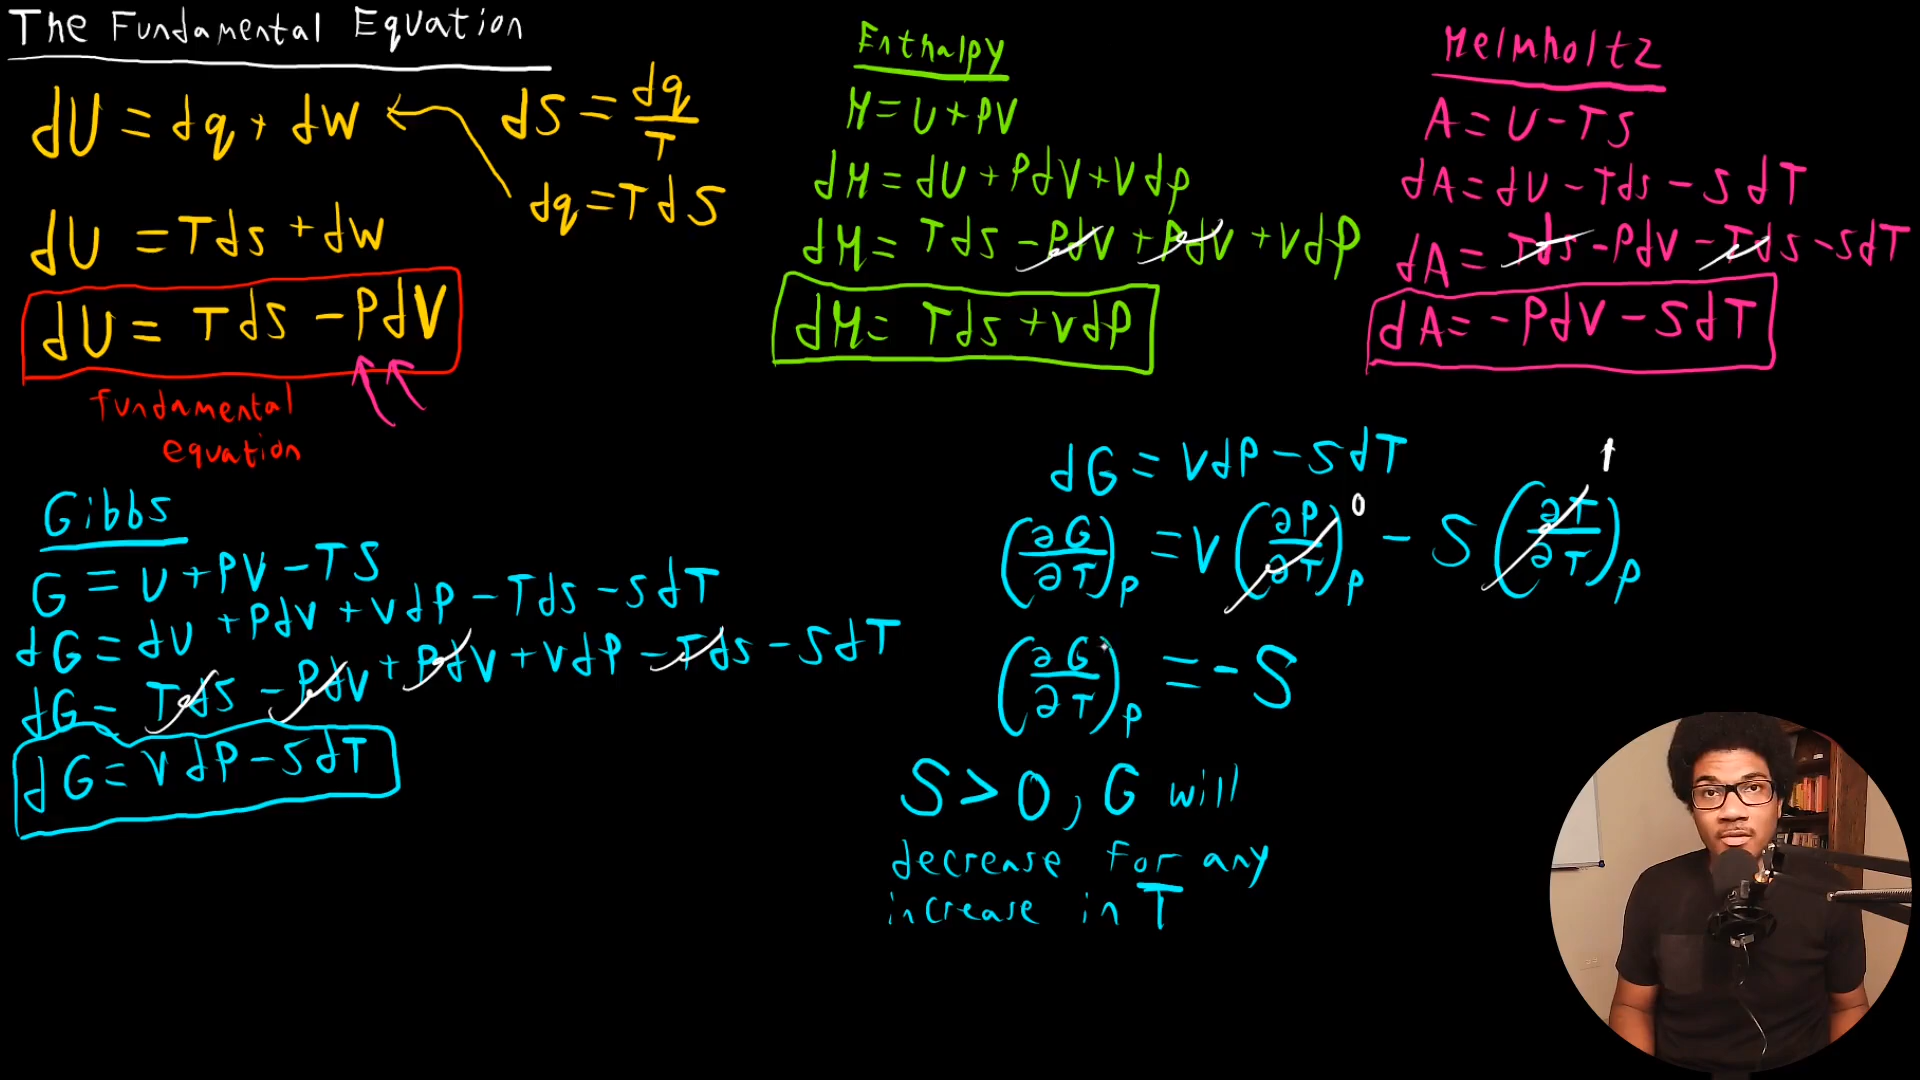 The Fundamental Equation
dU = dq + dw
dS = dq/T
dq = TdS
dU = Tds + dw
dU = Tds - PdV
fundamental
equation
Enthalpy
H = U + PV
dH = dU + PdV + Vdp
dH = Tds - PdV + PdV + Vdp
dH = Tds + Vdp
Helmholtz
A = U - TS
dA = dU - Tds - SdT
dA = Tds - PdV - Tds - SdT
dA = - PdV - SdT
Gibbs
G = U + PV - TS
dG = dU + PdV + Vdp - Tds - SdT
dG = TdS - PdV + PdV + Vdp - Tds - SdT
dG = Vdp - SdT
dG = VdP - SdT
(∂G/∂T)p = V(∂P/∂T)p 0 - S(∂T/∂T)p 1
(∂G/∂T)p = - S
S > 0, G will
decrease for any
increase in T